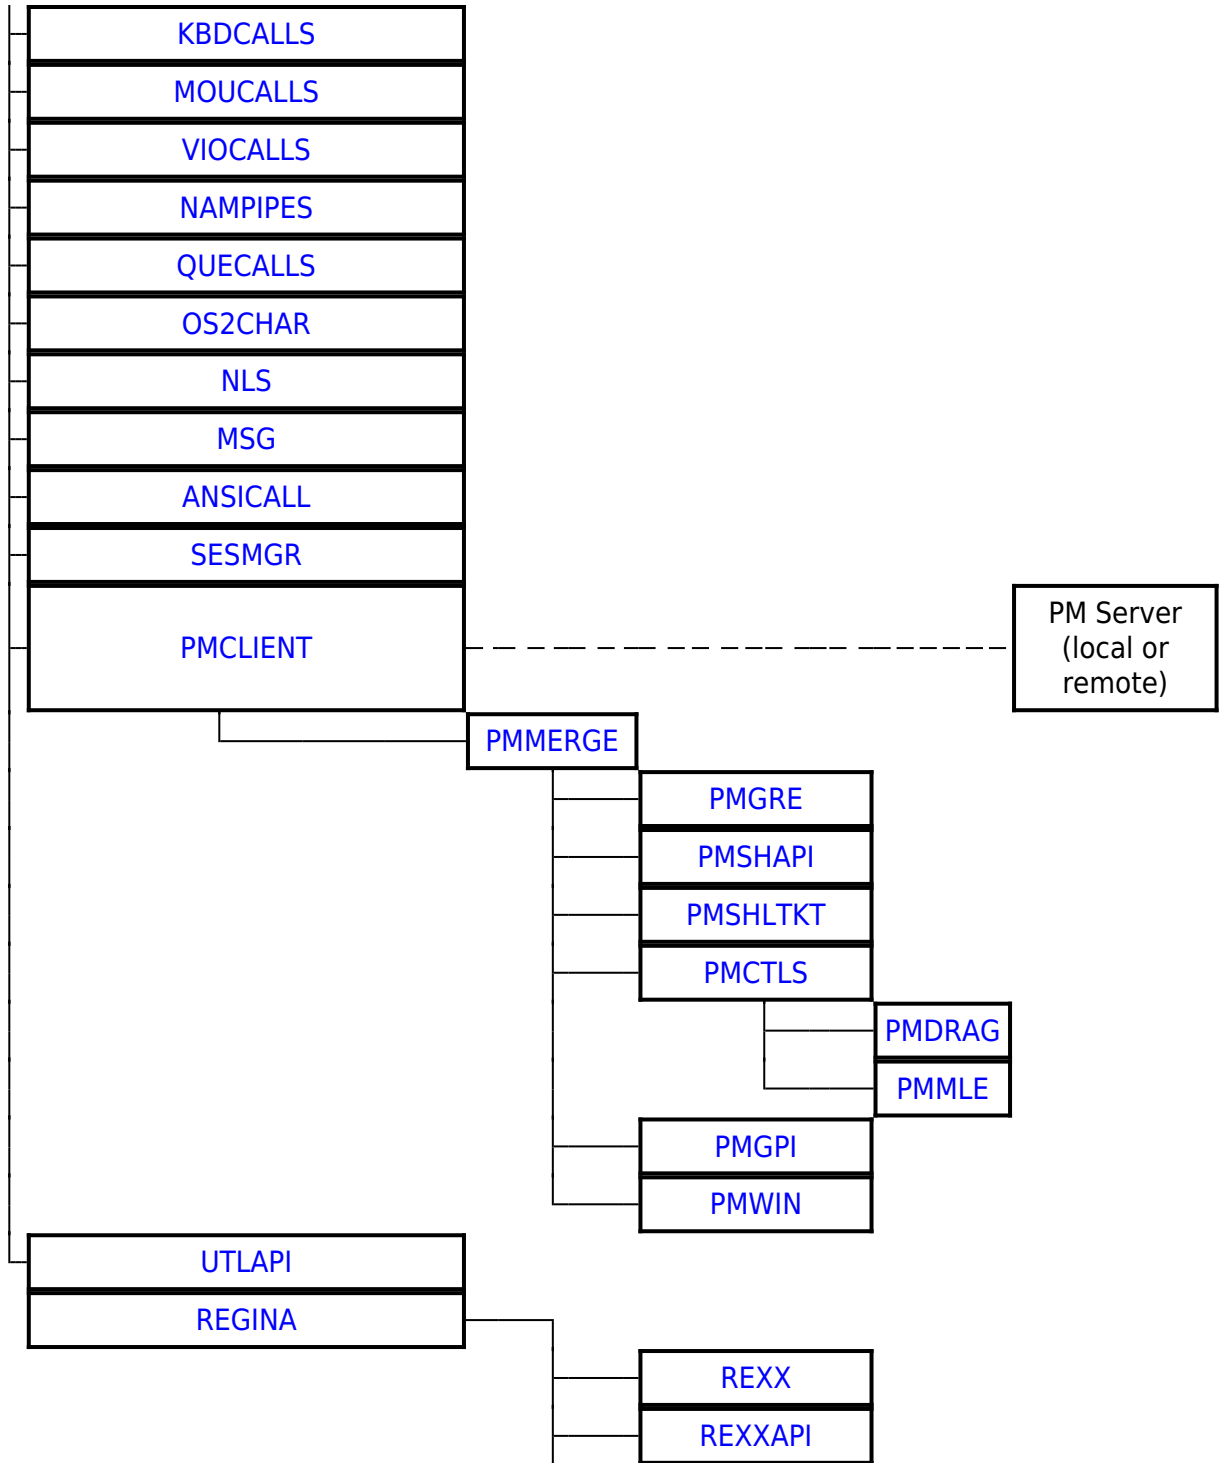 KBDCALLS
MOUCALLS
VIOCALLS
NAMPIPES
QUECALLS
OS2CHAR
NLS
MSG
ANSICALL
SESMGR
PMCLIENT
PM Server
(local or
remote)
PMMERGE
PMGRE
PMSHAPI
PMSHLTKT
PMCTLS
PMDRAG
PMMLE
PMGPI
PMWIN
UTLAPI
REGINA
REXX
REXXAPI